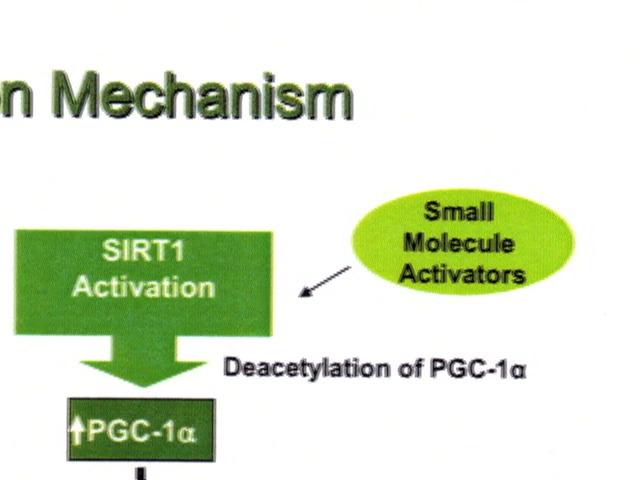 n Mechanism
SIRT1
Activation
Small
Molecule
Activators
Deacetylation of PGC-1α
↑PGC-1α